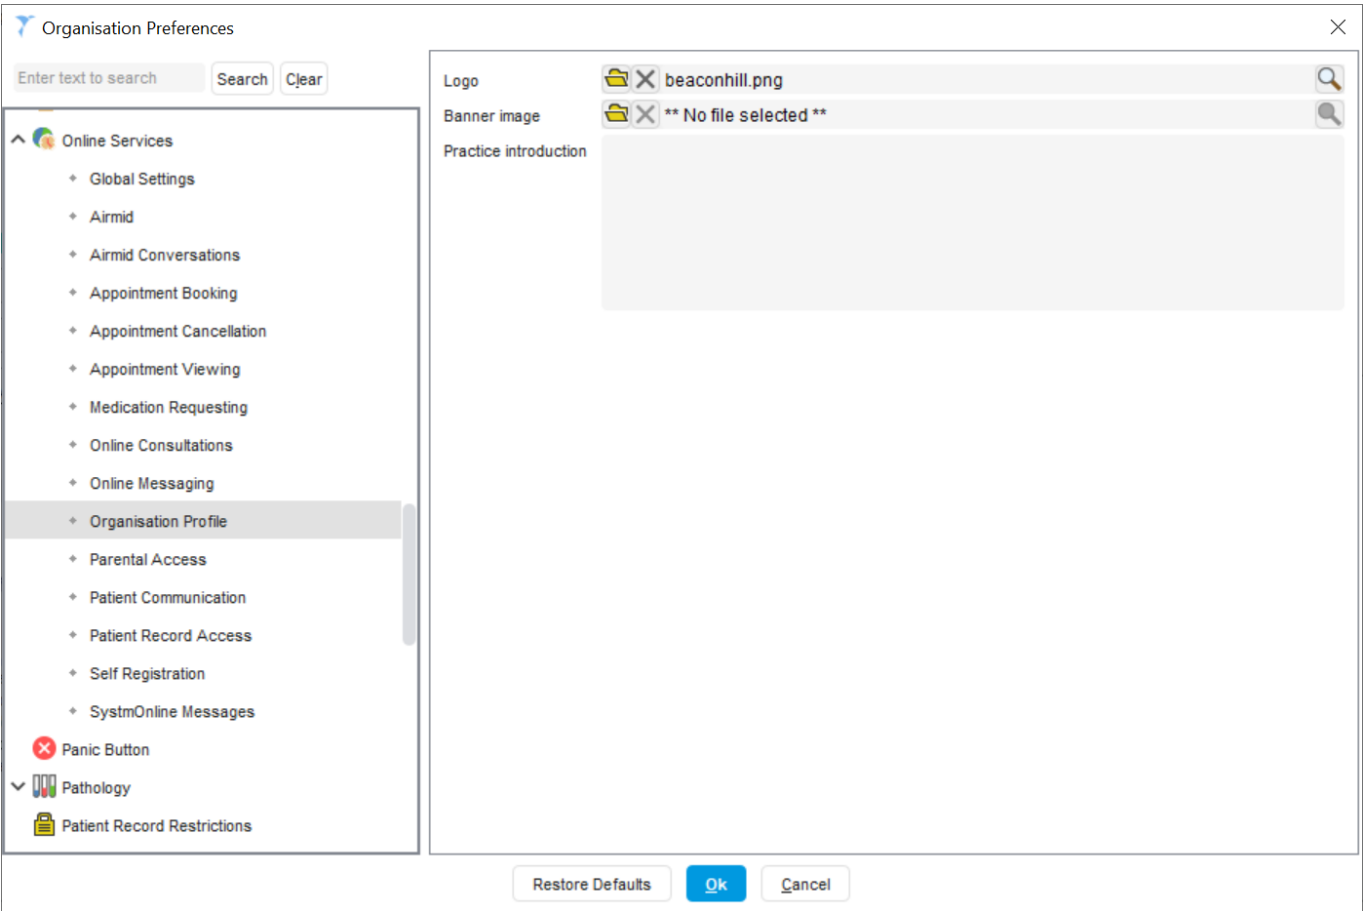 Organisation Preferences
Enter text to search
Search
Clear
Online Services
Global Settings
Airmid
Airmid Conversations
Appointment Booking
Appointment Cancellation
Appointment Viewing
Medication Requesting
Online Consultations
Online Messaging
Organisation Profile
Parental Access
Patient Communication
Patient Record Access
Self Registration
SystmOnline Messages
Panic Button
Pathology
Patient Record Restrictions
Logo
beaconhill.png
Banner image
** No file selected **
Practice introduction
Restore Defaults
Ok
Cancel